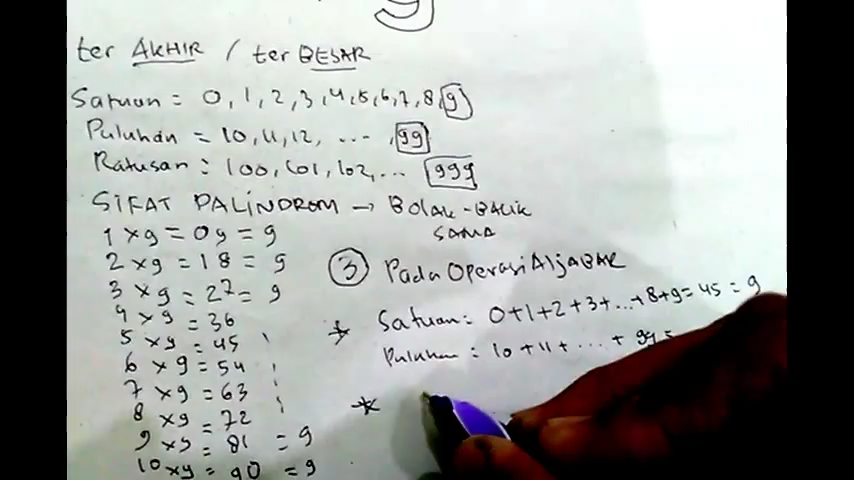 9
ter AKHIR / ter BESAR
Satuan = 0, 1, 2, 3, 4, 5, 6, 7, 8, 9
Puluhan = 10, 11, 12, ... , 99
Ratusan : 100, 101, 102, ... 999
SIFAT PALINDROM → BOLAK-BALIK
SAMA
1 x 9 = 09 = 9
2 x 9 = 18 = 9
3 x 9 = 27 = 9
4 x 9 = 36
5 x 9 = 45
6 x 9 = 54
7 x 9 = 63
8 x 9 = 72
9 x 9 = 81 = 9
10 x 9 = 90 = 9
3 Pada Operasi AljABAR
* Satuan : 0+1+2+3+...+8+9 = 45 = 9
Puluhan : 10 + 11 + ... + 99 =
*